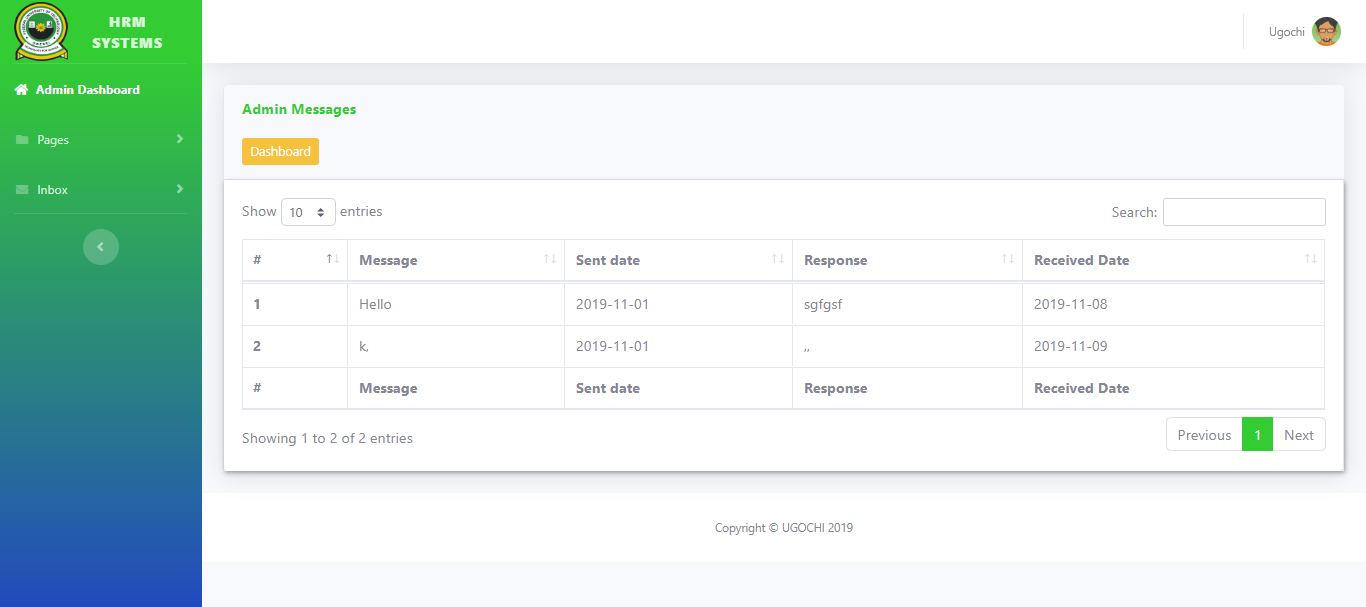 HRM
SYSTEMS
Ugochi
Admin Dashboard
Pages
Inbox
Admin Messages
Dashboard
Show 10 entries Search:
# Message Sent date Response Received Date
1 Hello 2019-11-01 sgfgsf 2019-11-08
2 k, 2019-11-01 ,, 2019-11-09
# Message Sent date Response Received Date
Showing 1 to 2 of 2 entries Previous 1 Next
Copyright © UGOCHI 2019